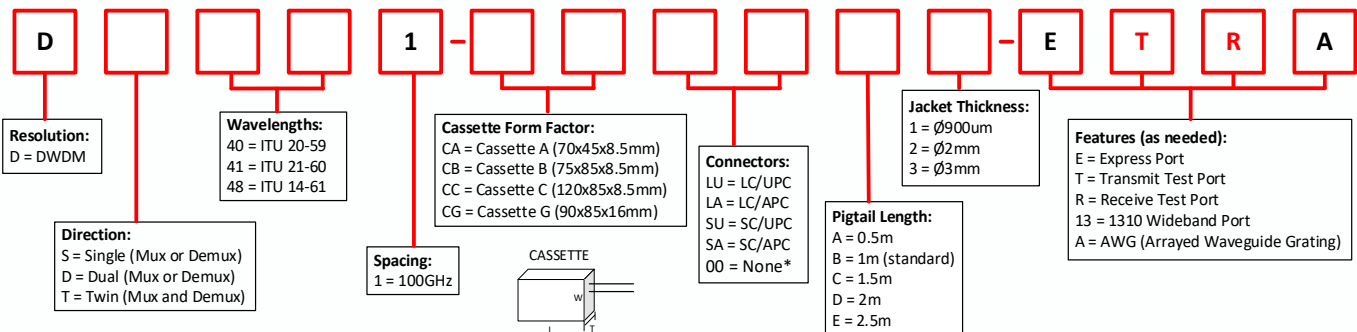 D 1 - - E T R A
Resolution:
D = DWDM
Direction:
S = Single (Mux or Demux)
D = Dual (Mux or Demux)
T = Twin (Mux and Demux)
Wavelengths:
40 = ITU 20-59
41 = ITU 21-60
48 = ITU 14-61
Spacing:
1 = 100GHz
Cassette Form Factor:
CA = Cassette A (70x45x8.5mm)
CB = Cassette B (75x85x8.5mm)
CC = Cassette C (120x85x8.5mm)
CG = Cassette G (90x85x16mm)
CASSETTE
W
L
T
Connectors:
LU = LC/UPC
LA = LC/APC
SU = SC/UPC
SA = SC/APC
00 = None*
Pigtail Length:
A = 0.5m
B = 1m (standard)
C = 1.5m
D = 2m
E = 2.5m
Jacket Thickness:
1 = Ø900um
2 = Ø2mm
3 = Ø3mm
Features (as needed):
E = Express Port
T = Transmit Test Port
R = Receive Test Port
13 = 1310 Wideband Port
A = AWG (Arrayed Waveguide Grating)